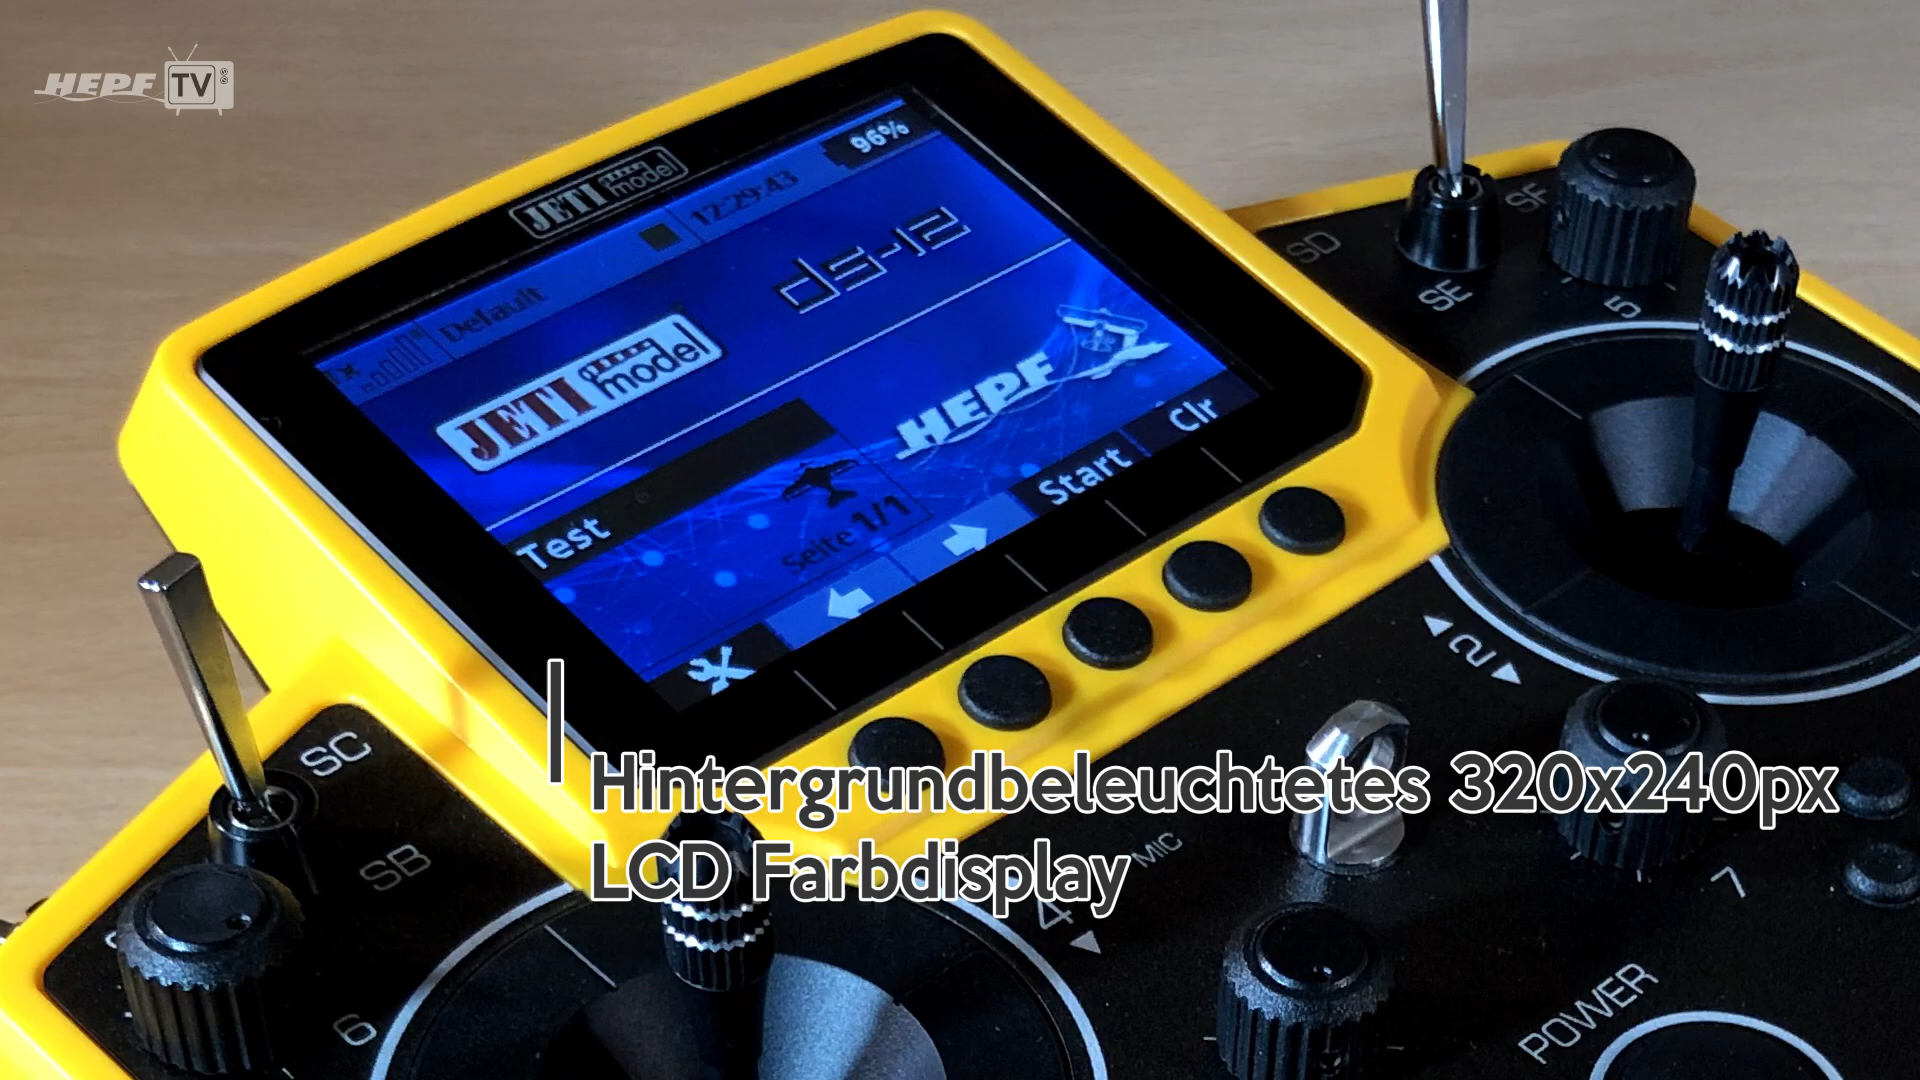 HEPF TV
JETI model
96%
12:29:43
Default
ds-12
JETI model
HEPF
Test
Seite 1/1
Start
Clr
SD
SE
SF
5
2
SC
SB
6
4
MIC
7
POWER
Hintergrundbeleuchtetes 320x240px
LCD Farbdisplay